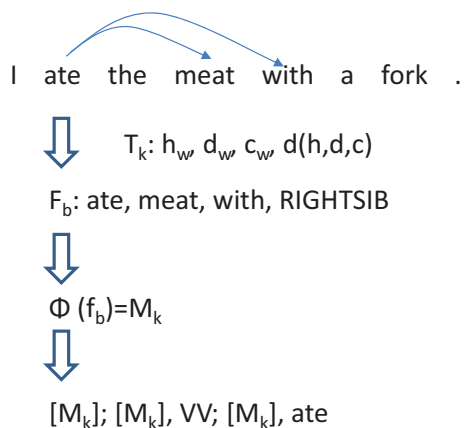 I ate the meat with a fork .
Tk: hw, dw, cw, d(h,d,c)
Fb: ate, meat, with, RIGHTSIB
Φ (fb)=Mk
[Mk]; [Mk], VV; [Mk], ate